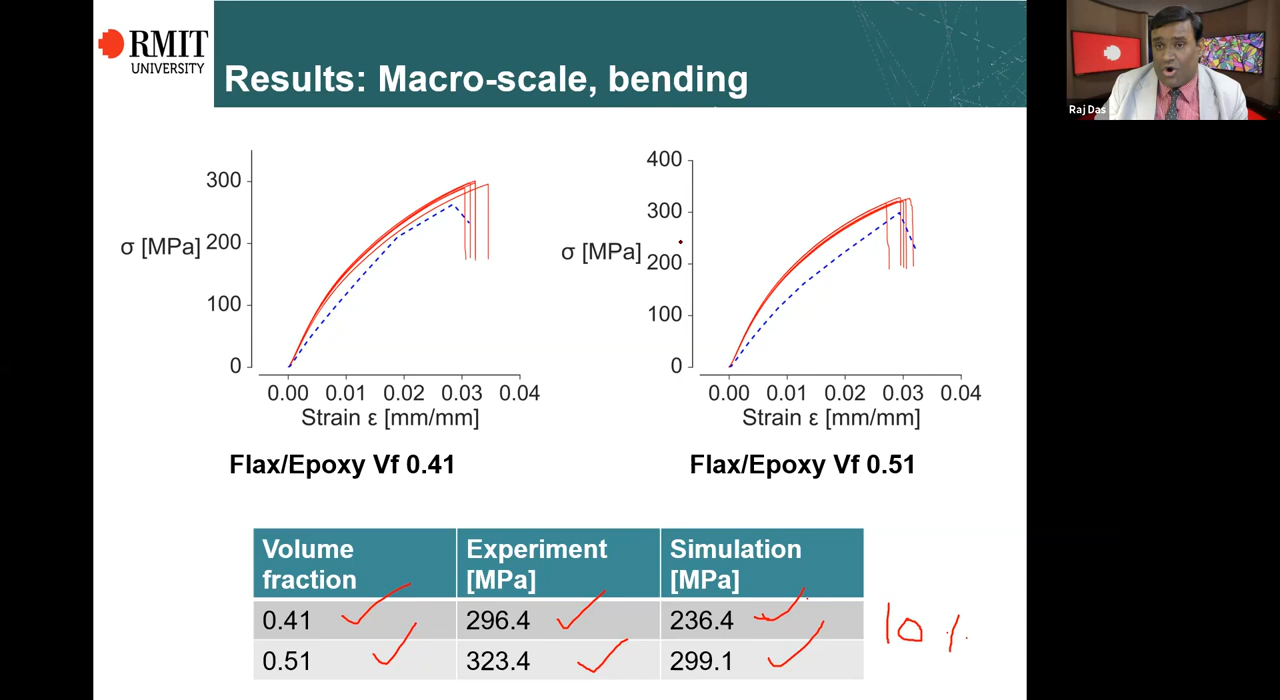 RMIT
UNIVERSITY
Results: Macro-scale, bending
Raj Das
300
200
100
0
σ [MPa]
0.00 0.01 0.02 0.03 0.04
Strain ε [mm/mm]
Flax/Epoxy Vf 0.41
400
300
200
100
0
σ [MPa]
0.00 0.01 0.02 0.03 0.04
Strain ε [mm/mm]
Flax/Epoxy Vf 0.51
Volume fraction Experiment [MPa] Simulation [MPa]
0.41 296.4 236.4
0.51 323.4 299.1
10 %